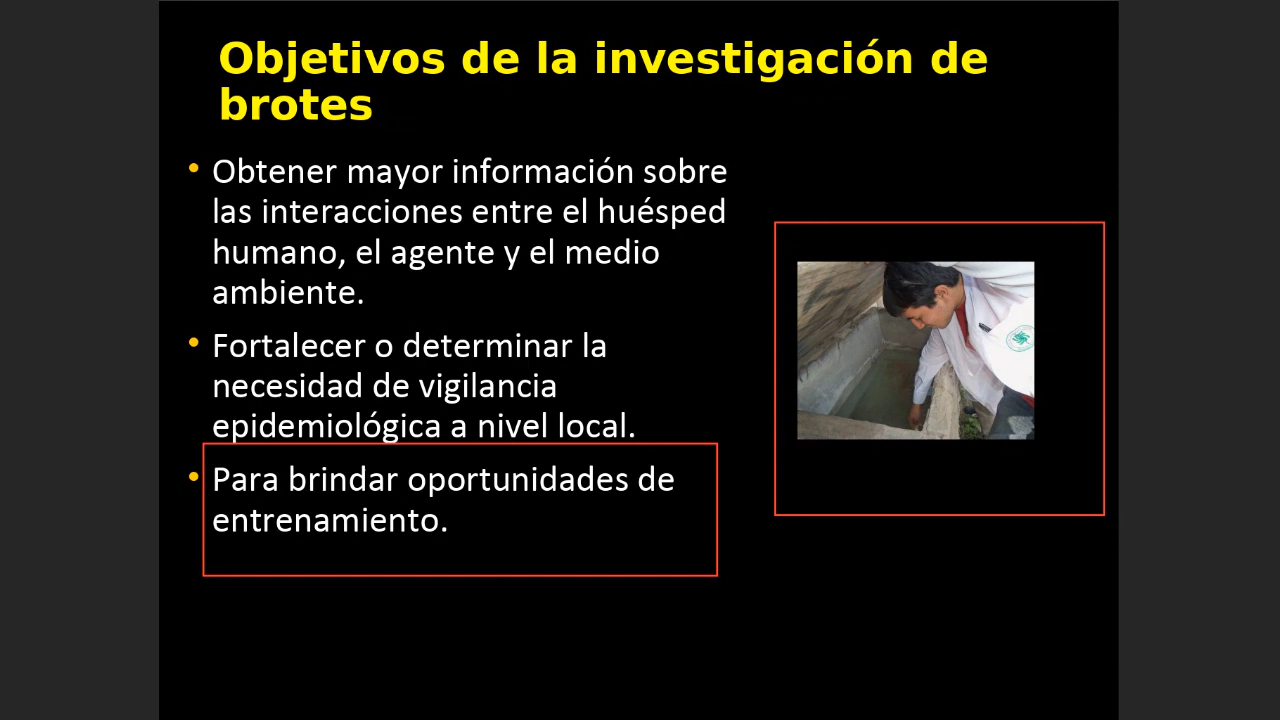 Objetivos de la investigación de
brotes
• Obtener mayor información sobre
las interacciones entre el huésped
humano, el agente y el medio
ambiente.
• Fortalecer o determinar la
necesidad de vigilancia
epidemiológica a nivel local.
• Para brindar oportunidades de
entrenamiento.